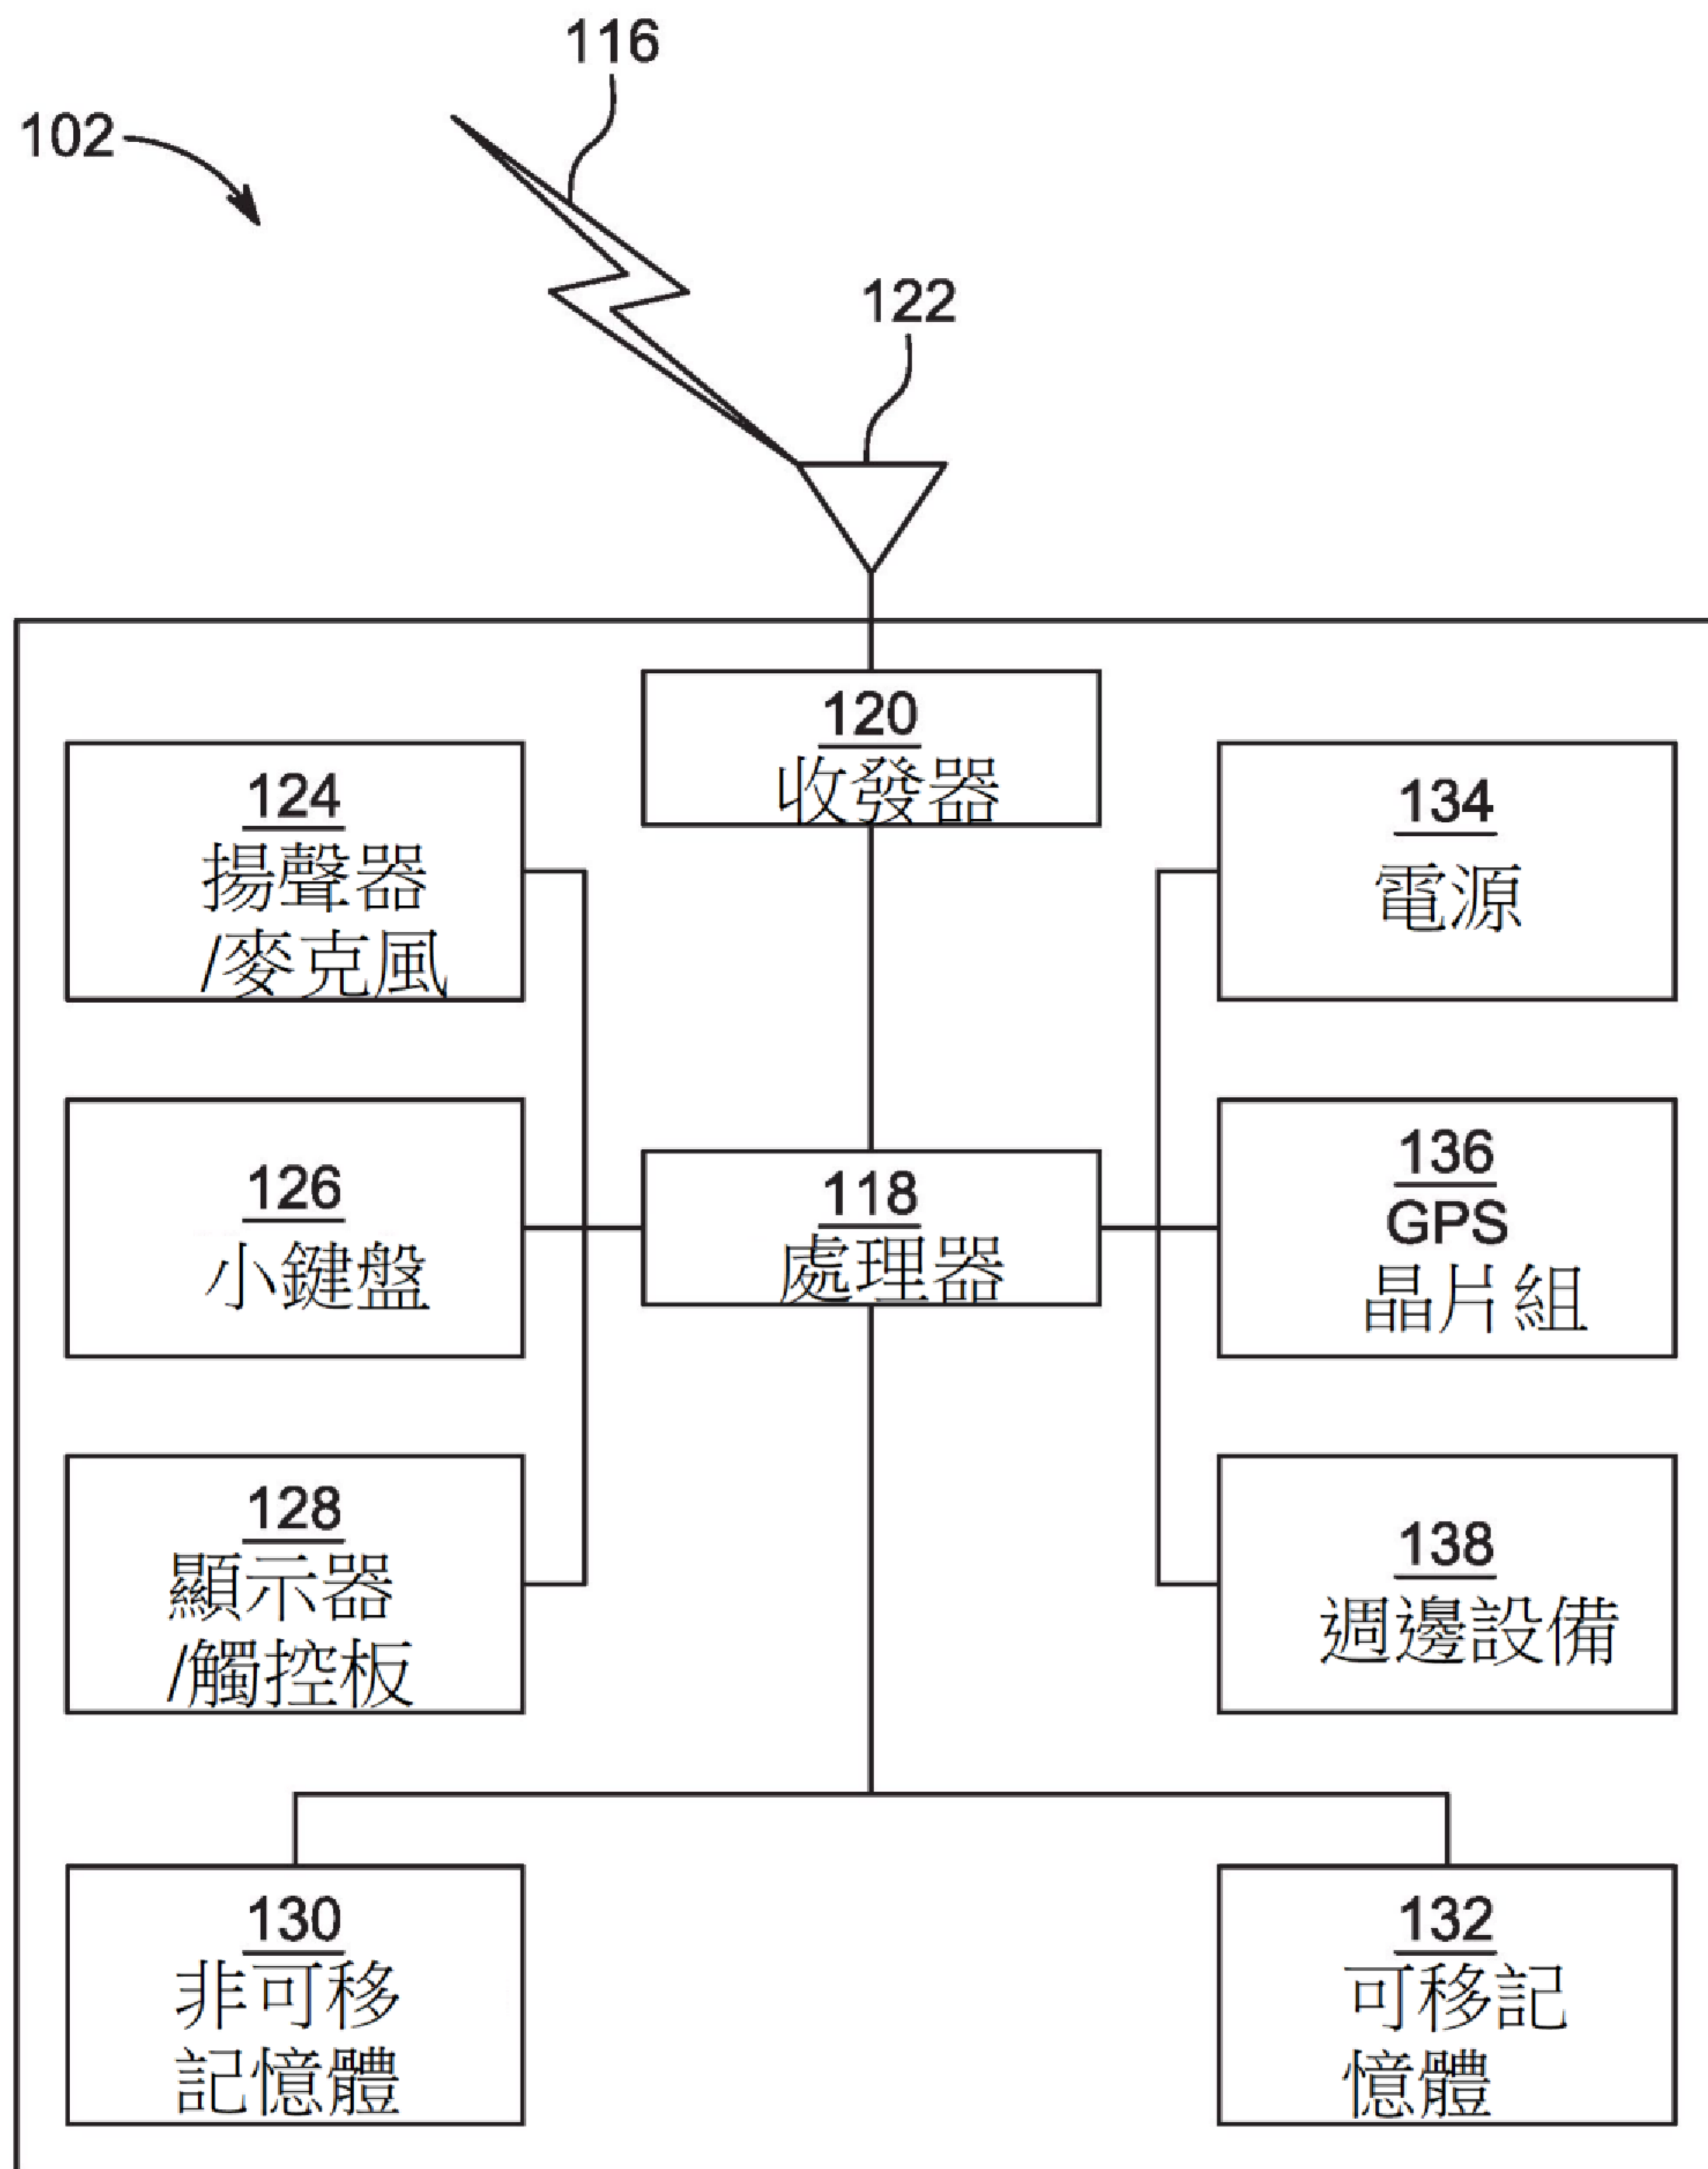 116
102
122
120
收發器
124
揚聲器
/麥克風
134
電源
126
小鍵盤
118
處理器
136
GPS
晶片組
128
顯示器
/觸控板
138
週邊設備
130
非可移
記憶體
132
可移記
憶體